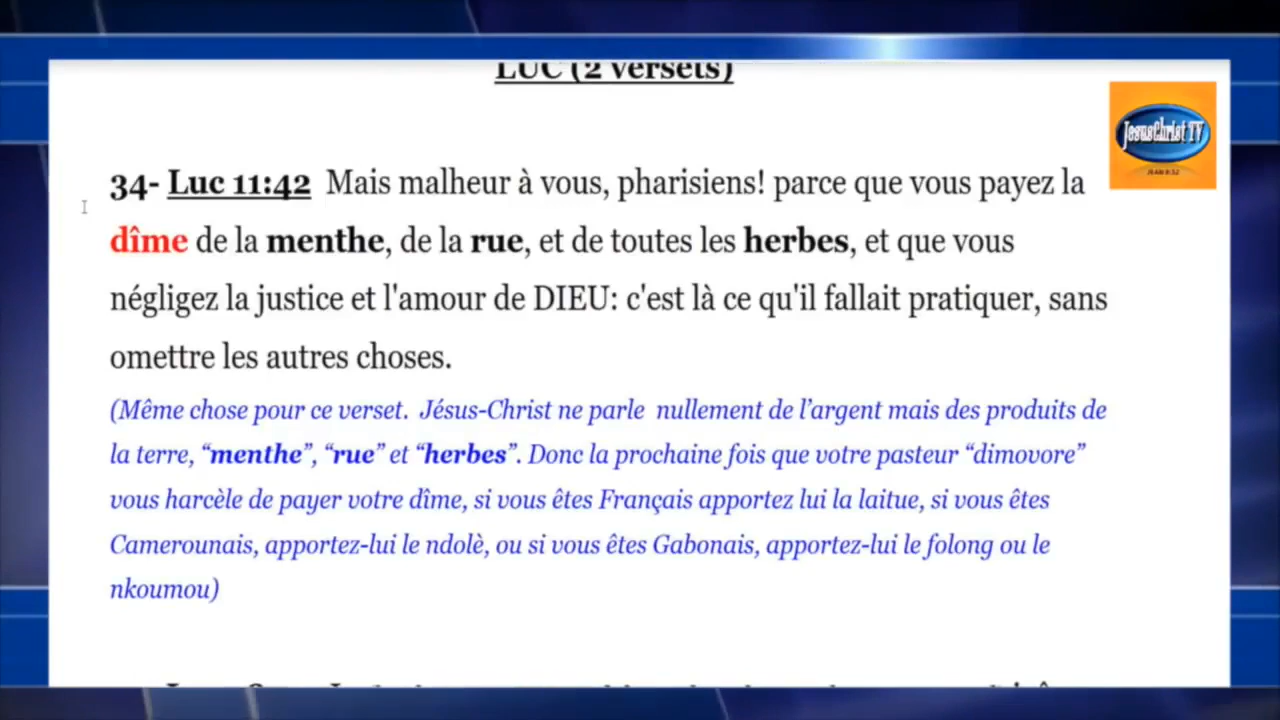 LUC (2 versets)
JesusChrist TV
JEAN 8:32
34- Luc 11:42 Mais malheur à vous, pharisiens! parce que vous payez la
dîme de la menthe, de la rue, et de toutes les herbes, et que vous
négligez la justice et l'amour de DIEU: c'est là ce qu'il fallait pratiquer, sans
omettre les autres choses.
(Même chose pour ce verset. Jésus-Christ ne parle nullement de l’argent mais des produits de
la terre, “menthe”, “rue” et “herbes”. Donc la prochaine fois que votre pasteur “dimovore”
vous harcèle de payer votre dîme, si vous êtes Français apportez lui la laitue, si vous êtes
Camerounais, apportez-lui le ndolè, ou si vous êtes Gabonais, apportez-lui le folong ou le
nkoumou)